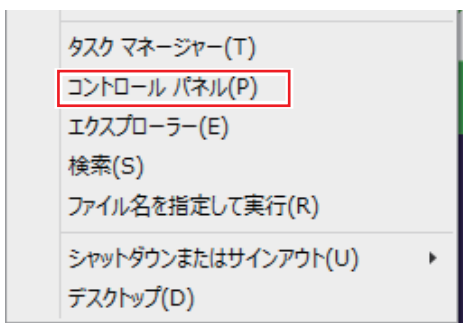 タスク マネージャー(T)
コントロール パネル(P)
エクスプローラー(E)
検索(S)
ファイル名を指定して実行(R)
シャットダウンまたはサインアウト(U)
デスクトップ(D)